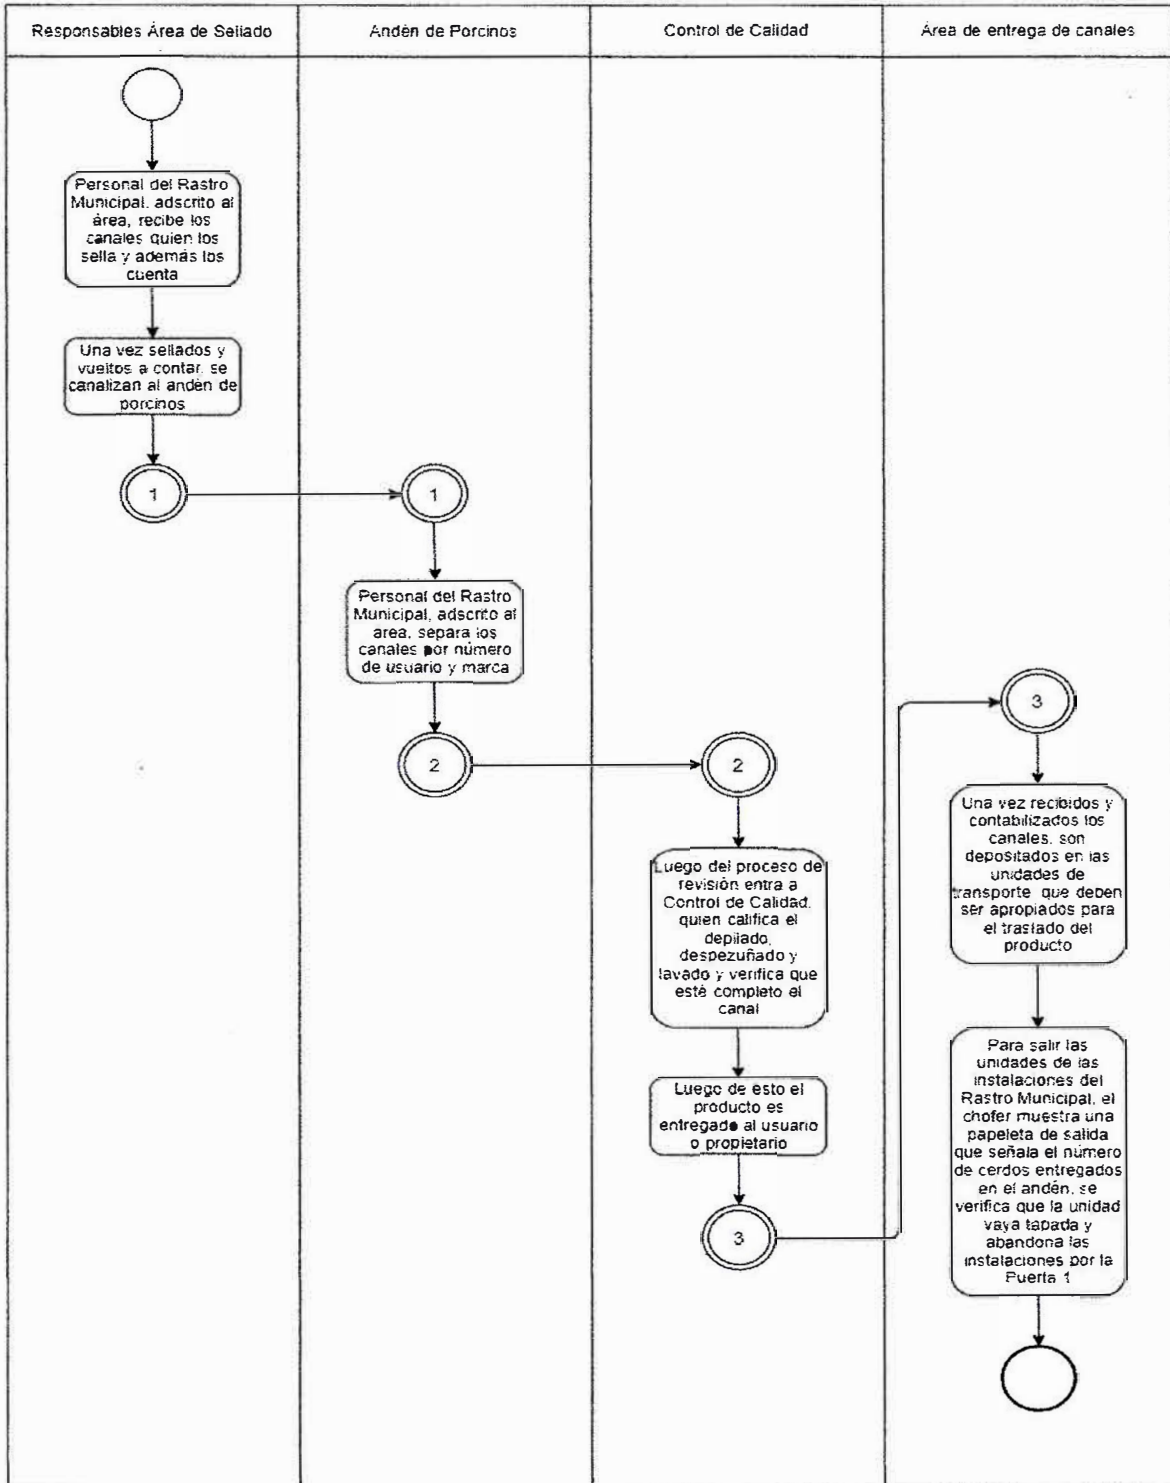 Responsables Área de Sellado
Andén de Porcinos
Control de Calidad
Área de entrega de canales
Personal del Rastro
Municipal, adscrito al
área, recibe los
canales quien los
sella y además los
cuenta
Una vez sellados y
vueltos a contar, se
canalizan al andén de
porcinos
1
1
Personal del Rastro
Municipal, adscrito al
area, separa los
canales por número
de usuario y marca
2
2
Luego del proceso de
revisión entra a
Control de Calidad,
quien califica el
depilado,
despezuñado y
lavado y verifica que
esté completo el
canal
Luego de esto el
producto es
entregado al usuario
o propietario
3
3
Una vez recibidos y
contabilizados los
canales, son
depositados en las
unidades de
transporte, que deben
ser apropiados para
el traslado del
producto
Para salir las
unidades de las
instalaciones del
Rastro Municipal, el
chofer muestra una
papeleta de salida
que señala el número
de cerdos entregados
en el andén, se
verifica que la unidad
vaya tapada y
abandona las
instalaciones por la
Puerta 1